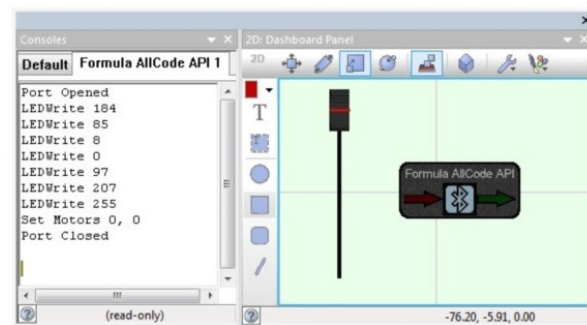 Consoles
Default Formula AllCode API 1
Port Opened
LEDWrite 184
LEDWrite 85
LEDWrite 8
LEDWrite 0
LEDWrite 97
LEDWrite 207
LEDWrite 255
Set Motors 0, 0
Port Closed
(read-only)
2D: Dashboard Panel
2D
T
T
Formula AllCode API
-76.20, -5.91, 0.00